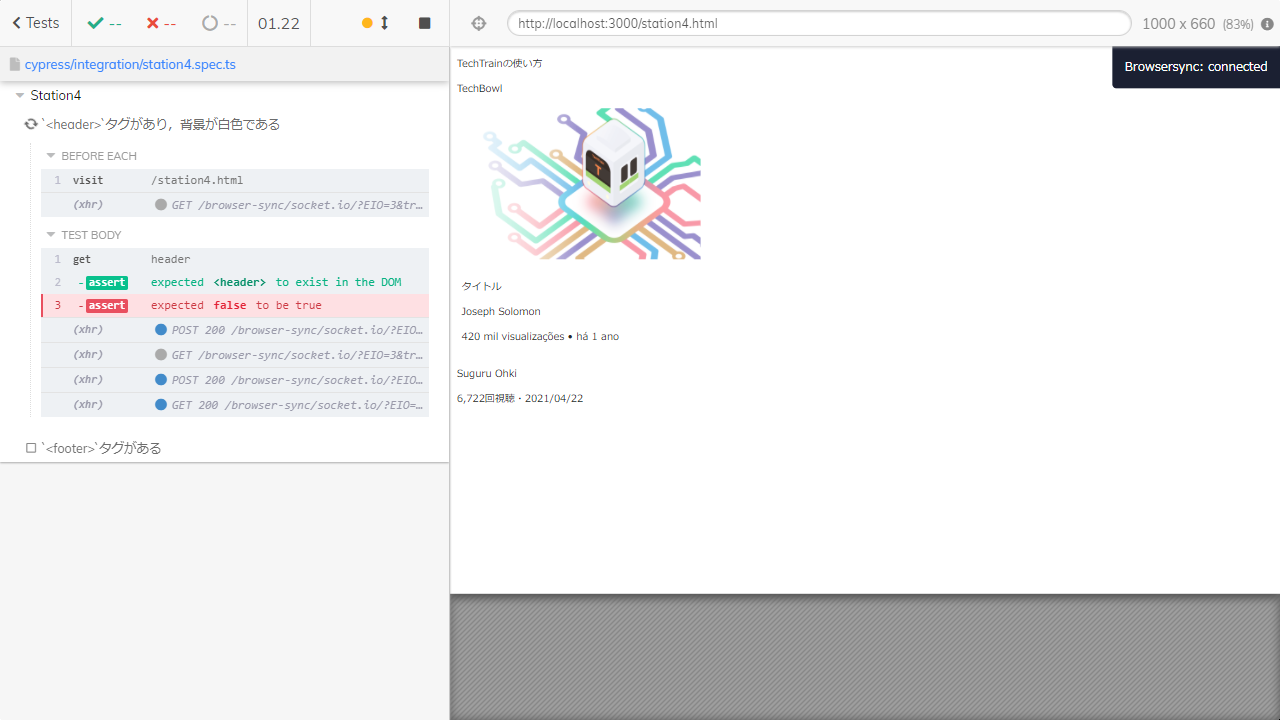 Tests
--
--
--
01.22
http://localhost:3000/station4.html
1000 x 660 (83%)
cypress/integration/station4.spec.ts
Station4
`<header>`タグがあり，背景が白色である
BEFORE EACH
1 visit /station4.html
(xhr) GET /browser-sync/socket.io/?EIO=3&tr…
TEST BODY
1 get header
2 -assert expected <header> to exist in the DOM
3 -assert expected false to be true
(xhr) POST 200 /browser-sync/socket.io/?EIO…
(xhr) GET /browser-sync/socket.io/?EIO=3&tr…
(xhr) POST 200 /browser-sync/socket.io/?EIO…
(xhr) GET 200 /browser-sync/socket.io/?EIO=…
`<footer>`タグがある
TechTrainの使い方
TechBowl
タイトル
Joseph Solomon
420 mil visualizações • há 1 ano
Suguru Ohki
6,722回視聴・2021/04/22
Browsersync: connected